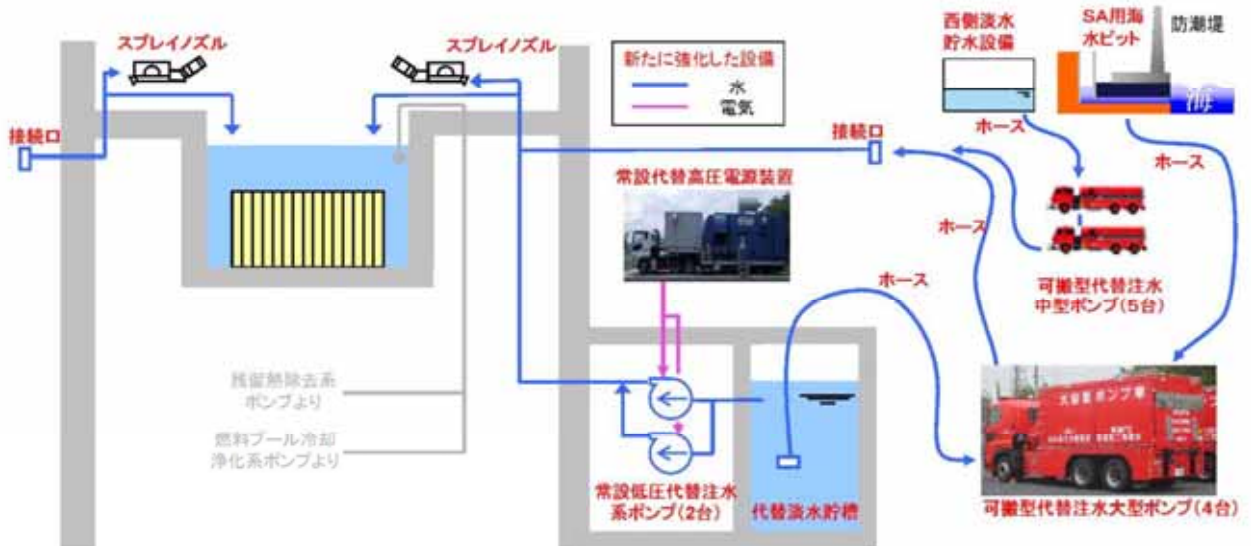 スプレイノズル
スプレイノズル
新たに強化した設備
水
電気
西側淡水
貯水設備
SA用海
水ピット
防潮堤
海
接続口
接続口
ホース
ホース
常設代替高圧電源装置
ホース
ホース
可搬型代替注水
中型ポンプ(5台)
残留熱除去系
ポンプより
燃料プール冷却
浄化系ポンプより
大容量ポンプ車
常設低圧代替注水
系ポンプ(2台)
代替淡水貯槽
可搬型代替注水大型ポンプ(4台)